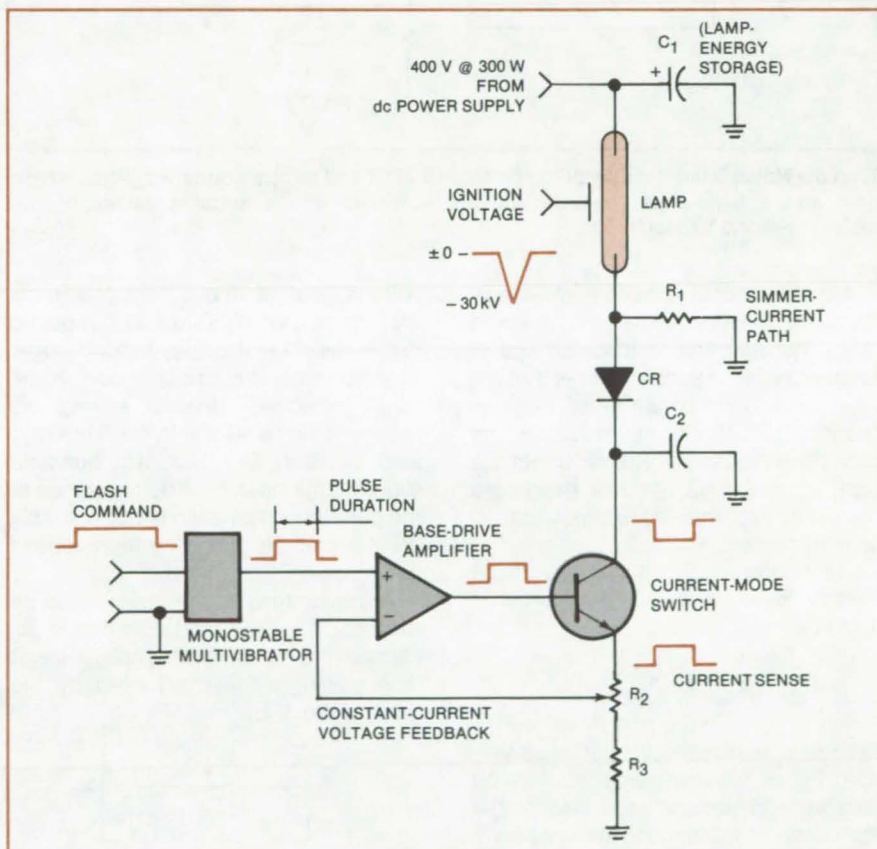 C1
(LAMP-
ENERGY
STORAGE)
+
400 V @ 300 W
FROM
dc POWER SUPPLY
IGNITION
VOLTAGE
LAMP
± 0 –
– 30 kV
R1
SIMMER-
CURRENT
PATH
CR
C2
FLASH
COMMAND
PULSE
DURATION
BASE-DRIVE
AMPLIFIER
+
–
CURRENT-MODE
SWITCH
MONOSTABLE
MULTIVIBRATOR
CURRENT SENSE
R2
CONSTANT-CURRENT
VOLTAGE FEEDBACK
R3